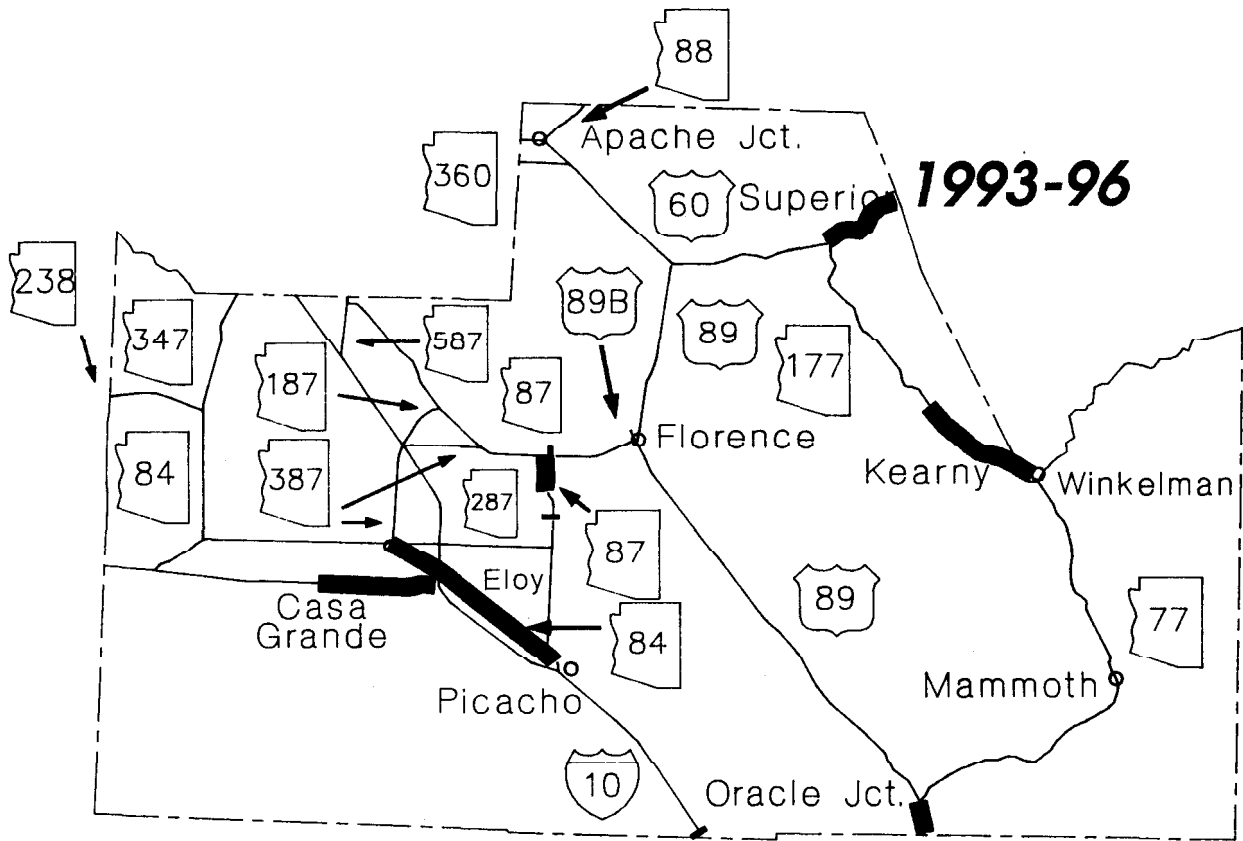 88
Apache Jct.
360
1993-96
60
Superior
238
89B
347
587
89
177
187
87
Florence
84
387
287
Kearny
Winkelman
87
Eloy
89
Casa
Grande
84
77
Mammoth
Picacho
10
Oracle Jct.